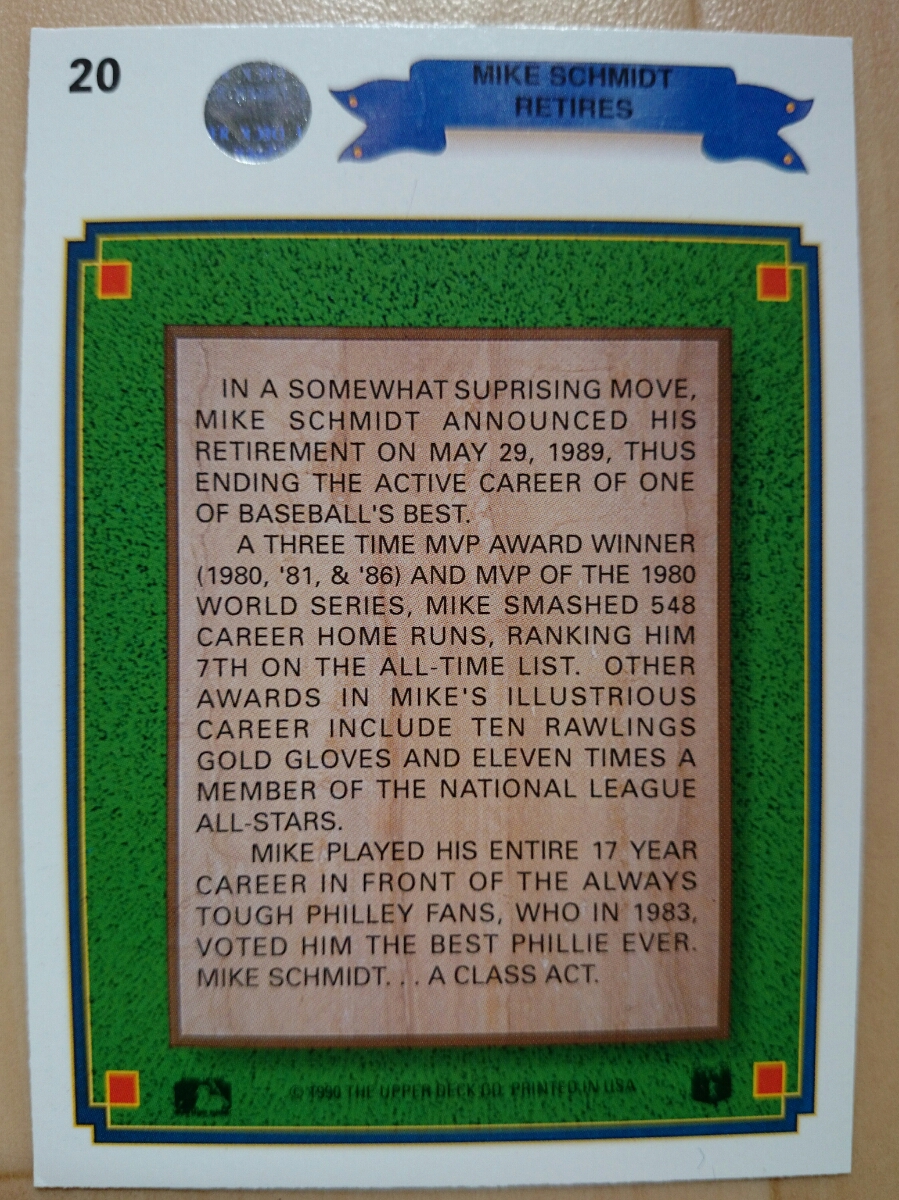 20
MIKE SCHMIDT
RETIRES
IN A SOMEWHAT SUPRISING MOVE,
MIKE SCHMIDT ANNOUNCED HIS
RETIREMENT ON MAY 29, 1989, THUS
ENDING THE ACTIVE CAREER OF ONE
OF BASEBALL'S BEST.
A THREE TIME MVP AWARD WINNER
(1980, '81, & '86) AND MVP OF THE 1980
WORLD SERIES, MIKE SMASHED 548
CAREER HOME RUNS, RANKING HIM
7TH ON THE ALL-TIME LIST. OTHER
AWARDS IN MIKE'S ILLUSTRIOUS
CAREER INCLUDE TEN RAWLINGS
GOLD GLOVES AND ELEVEN TIMES A
MEMBER OF THE NATIONAL LEAGUE
ALL-STARS.
MIKE PLAYED HIS ENTIRE 17 YEAR
CAREER IN FRONT OF THE ALWAYS
TOUGH PHILLEY FANS, WHO IN 1983,
VOTED HIM THE BEST PHILLIE EVER.
MIKE SCHMIDT. . . A CLASS ACT.
© 1990 THE UPPER DECK CO. PRINTED IN USA